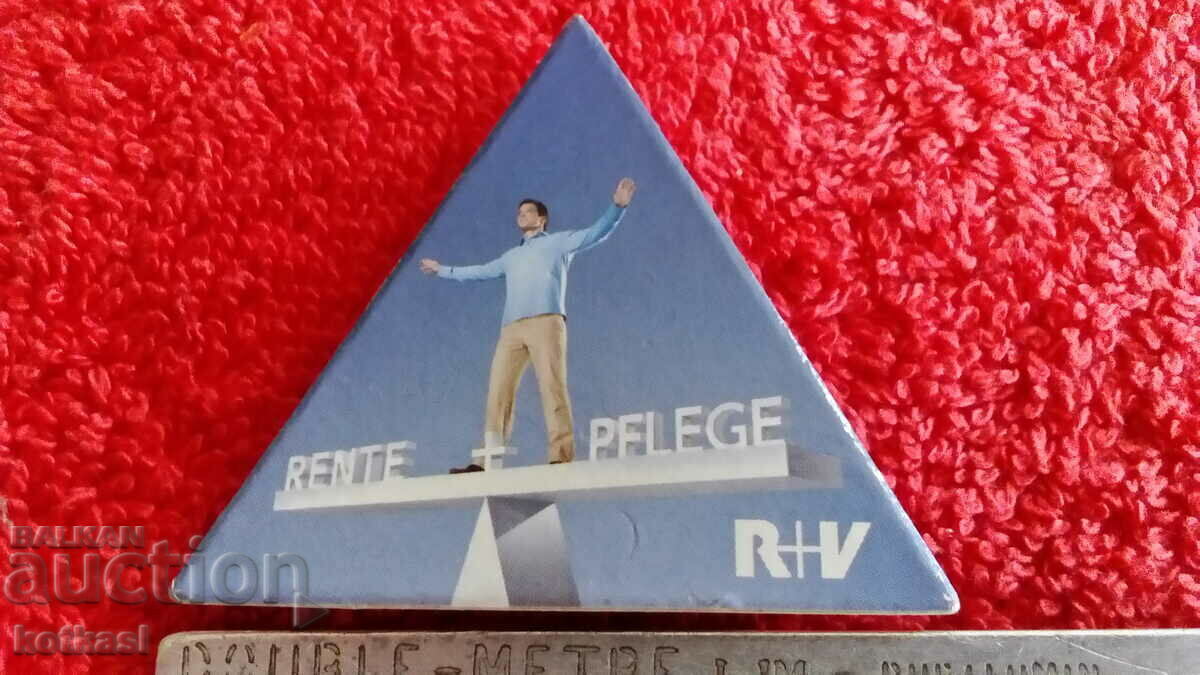 RENTE + PFLEGE
R+V
BALKAN
auction
kotkasl
DOUBLE-METRE